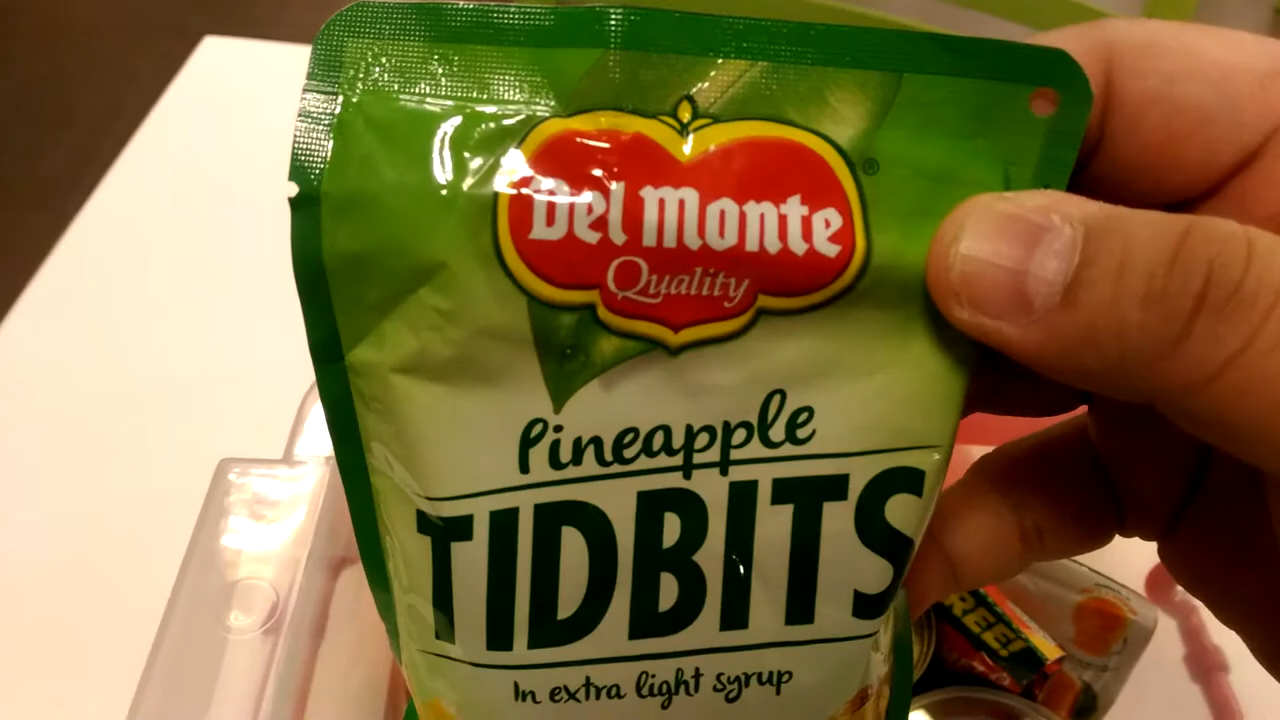 Del Monte
®
Quality
Pineapple
TIDBITS
In extra light syrup
REE!